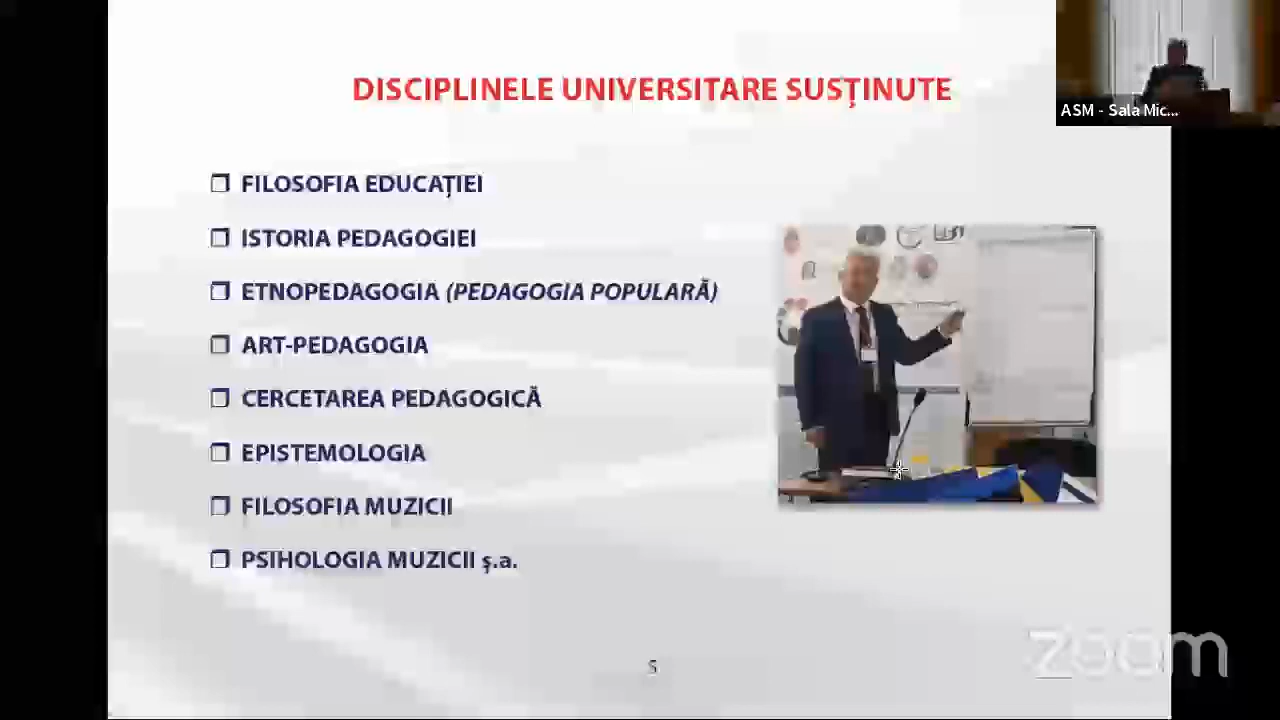 DISCIPLINELE UNIVERSITARE SUSȚINUTE
ASM - Sala Mic...
❐ FILOSOFIA EDUCAȚIEI
❐ ISTORIA PEDAGOGIEI
❐ ETNOPEDAGOGIA (PEDAGOGIA POPULARĂ)
❐ ART-PEDAGOGIA
❐ CERCETAREA PEDAGOGICĂ
❐ EPISTEMOLOGIA
❐ FILOSOFIA MUZICII
❐ PSIHOLOGIA MUZICII ș.a.
5
zoom